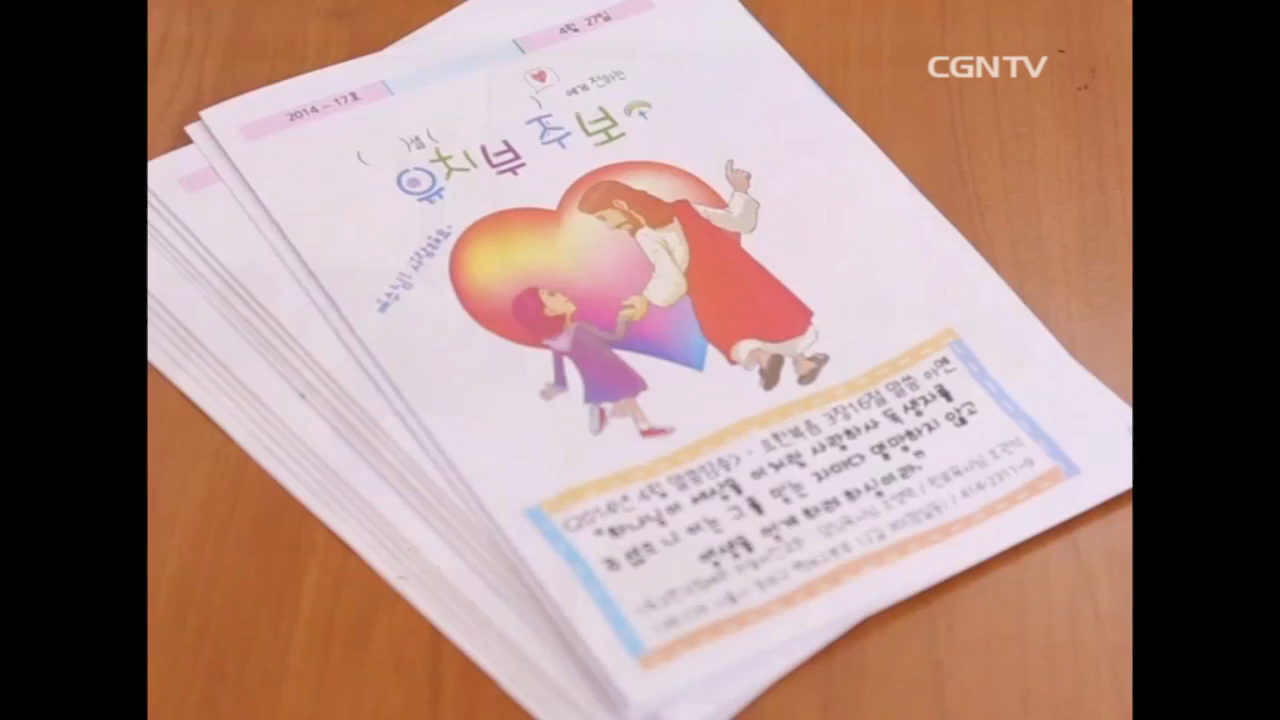 CGNTV
2014 - 17호
4월 27일
에게 전하는
( )셀( )
유치부 주보
예수님! 사랑해요.
<2014년 4월 말씀암송> - 요한복음 3장16절 말씀 아멘
"하나님이 세상을 이처럼 사랑하사 독생자를
주셨으니 이는 그를 믿는 자마다 멸망하지 않고
영생을 얻게 하려 하심이라."